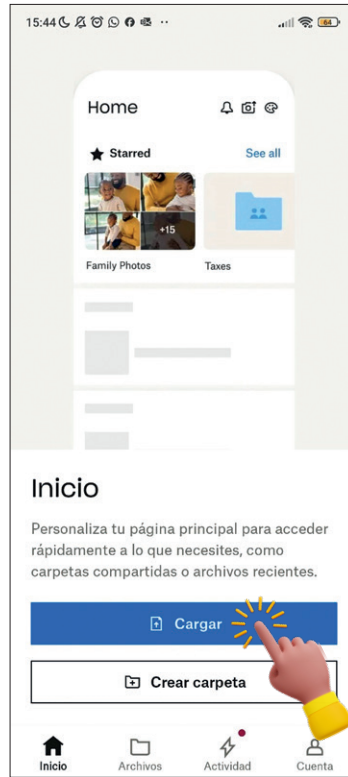 15:44
64
Home
Starred
See all
+15
Family Photos
Taxes
Inicio
Personaliza tu página principal para acceder
rápidamente a lo que necesites, como
carpetas compartidas o archivos recientes.
Cargar
Crear carpeta
Inicio
Archivos
Actividad
Cuenta